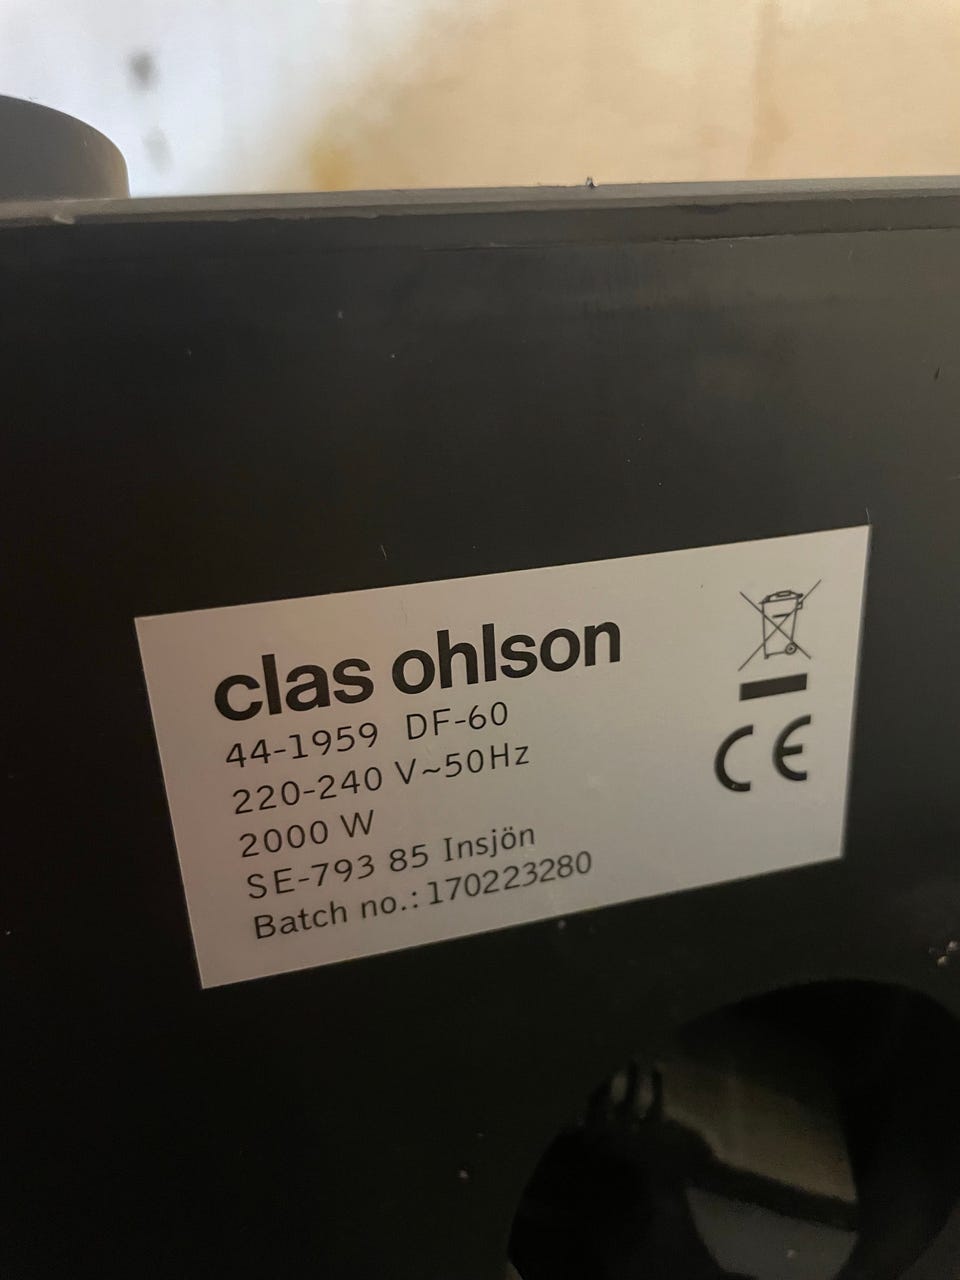 clas ohlson
44-1959 DF-60
220-240 V~50Hz
2000 W
SE-793 85 Insjön
Batch no.: 170223280
CE